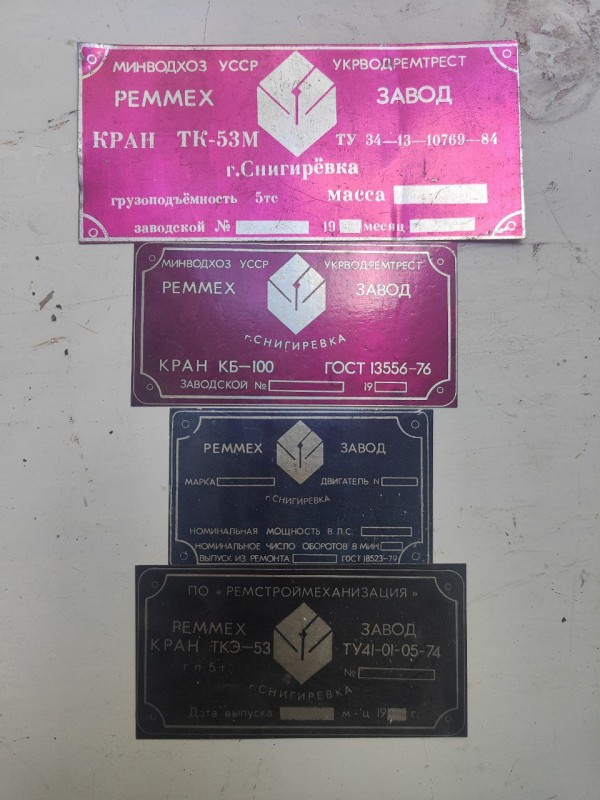 МИНВОДХОЗ УССР УКРВОДРЕМТРЕСТ
РЕММЕХ ЗАВОД
КРАН ТК-53М ТУ 34-13-10769-84
г.Снигирёвка
грузоподъёмность 5тс масса
заводской № 19 месяц
МИНВОДХОЗ УССР УКРВОДРЕМТРЕСТ
РЕММЕХ ЗАВОД
г.СНИГИРЕВКА
КРАН КБ-100 ГОСТ 13556-76
ЗАВОДСКОЙ № 19
РЕММЕХ ЗАВОД
МАРКА ДВИГАТЕЛЬ N
г.СНИГИРЕВКА
НОМИНАЛЬНАЯ МОЩНОСТЬ В Л.С.
НОМИНАЛЬНОЕ ЧИСЛО ОБОРОТОВ В МИН
ВЫПУСК ИЗ РЕМОНТА ГОСТ 18523-79
ПО «РЕМСТРОЙМЕХАНИЗАЦИЯ»
РЕММЕХ ЗАВОД
КРАН ТКЭ-53 ТУ41-01-05-74
г п 5 т №
г.СНИГИРЕВКА
Дата выпуска м-ц 19 г.